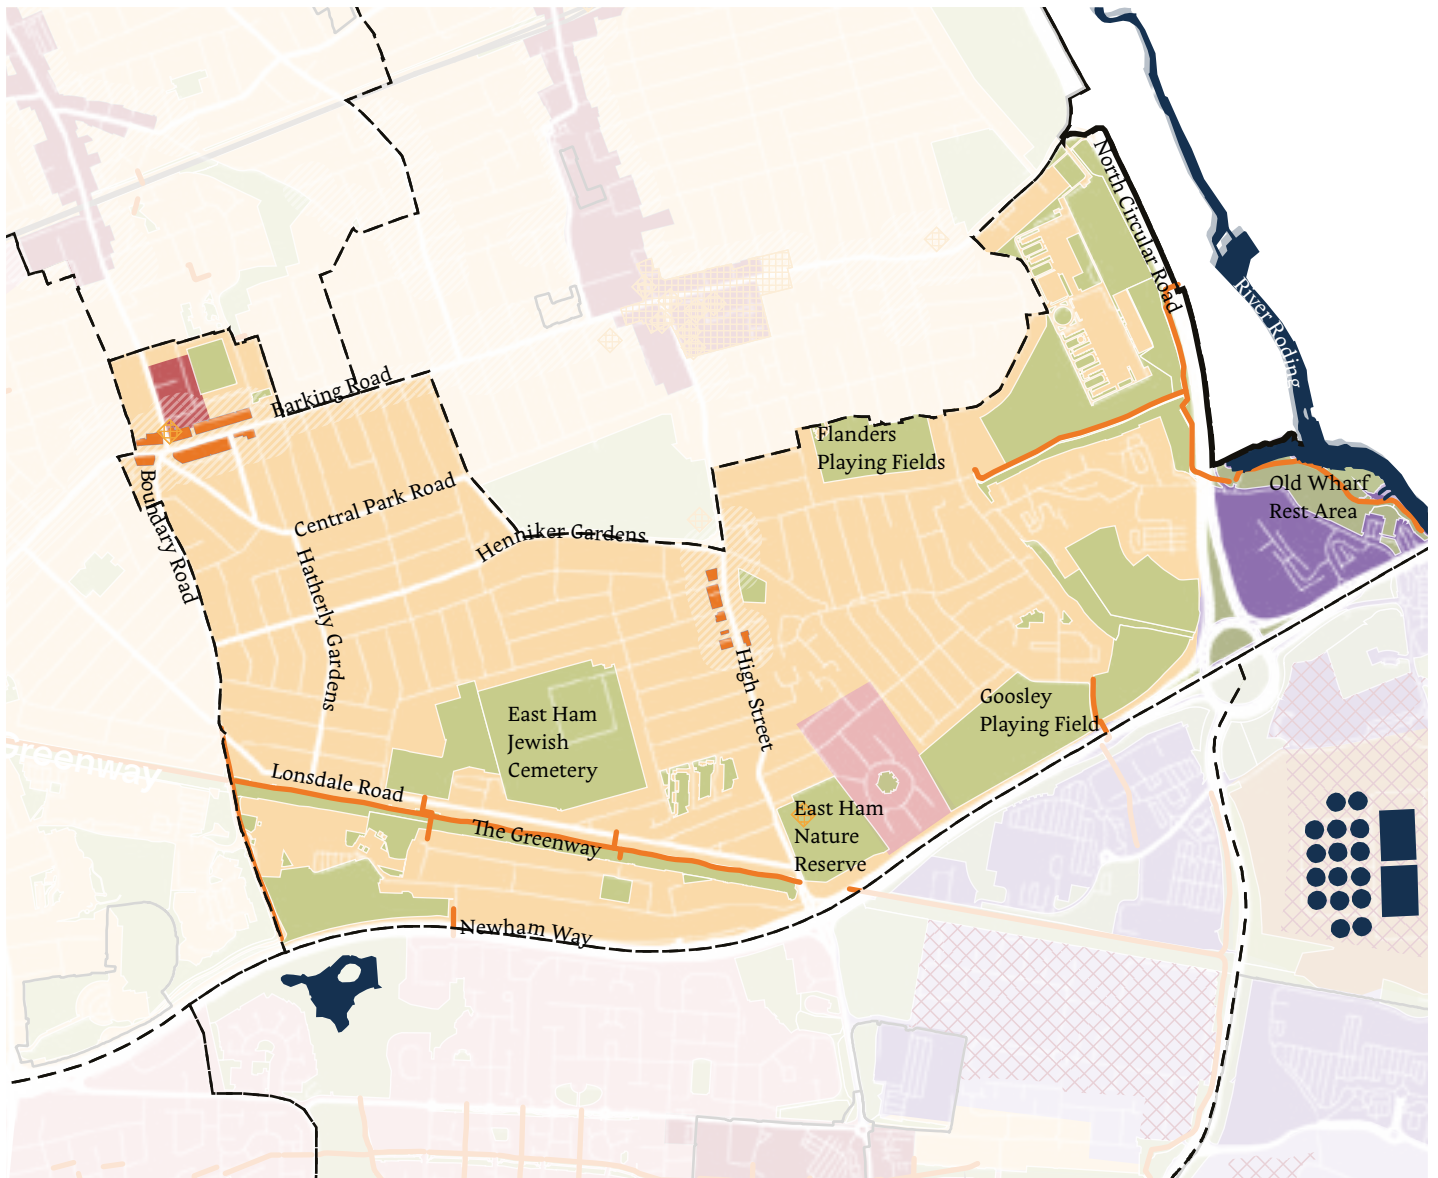 North Circular Road
River Roding
Barking Road
Flanders
Playing Fields
Boundary Road
Central Park Road
Old Wharf
Rest Area
Henniker Gardens
Hatherly Gardens
High Street
East Ham
Jewish
Cemetery
Goosley
Playing Field
Greenway
Lonsdale Road
The Greenway
East Ham
Nature
Reserve
Newham Way